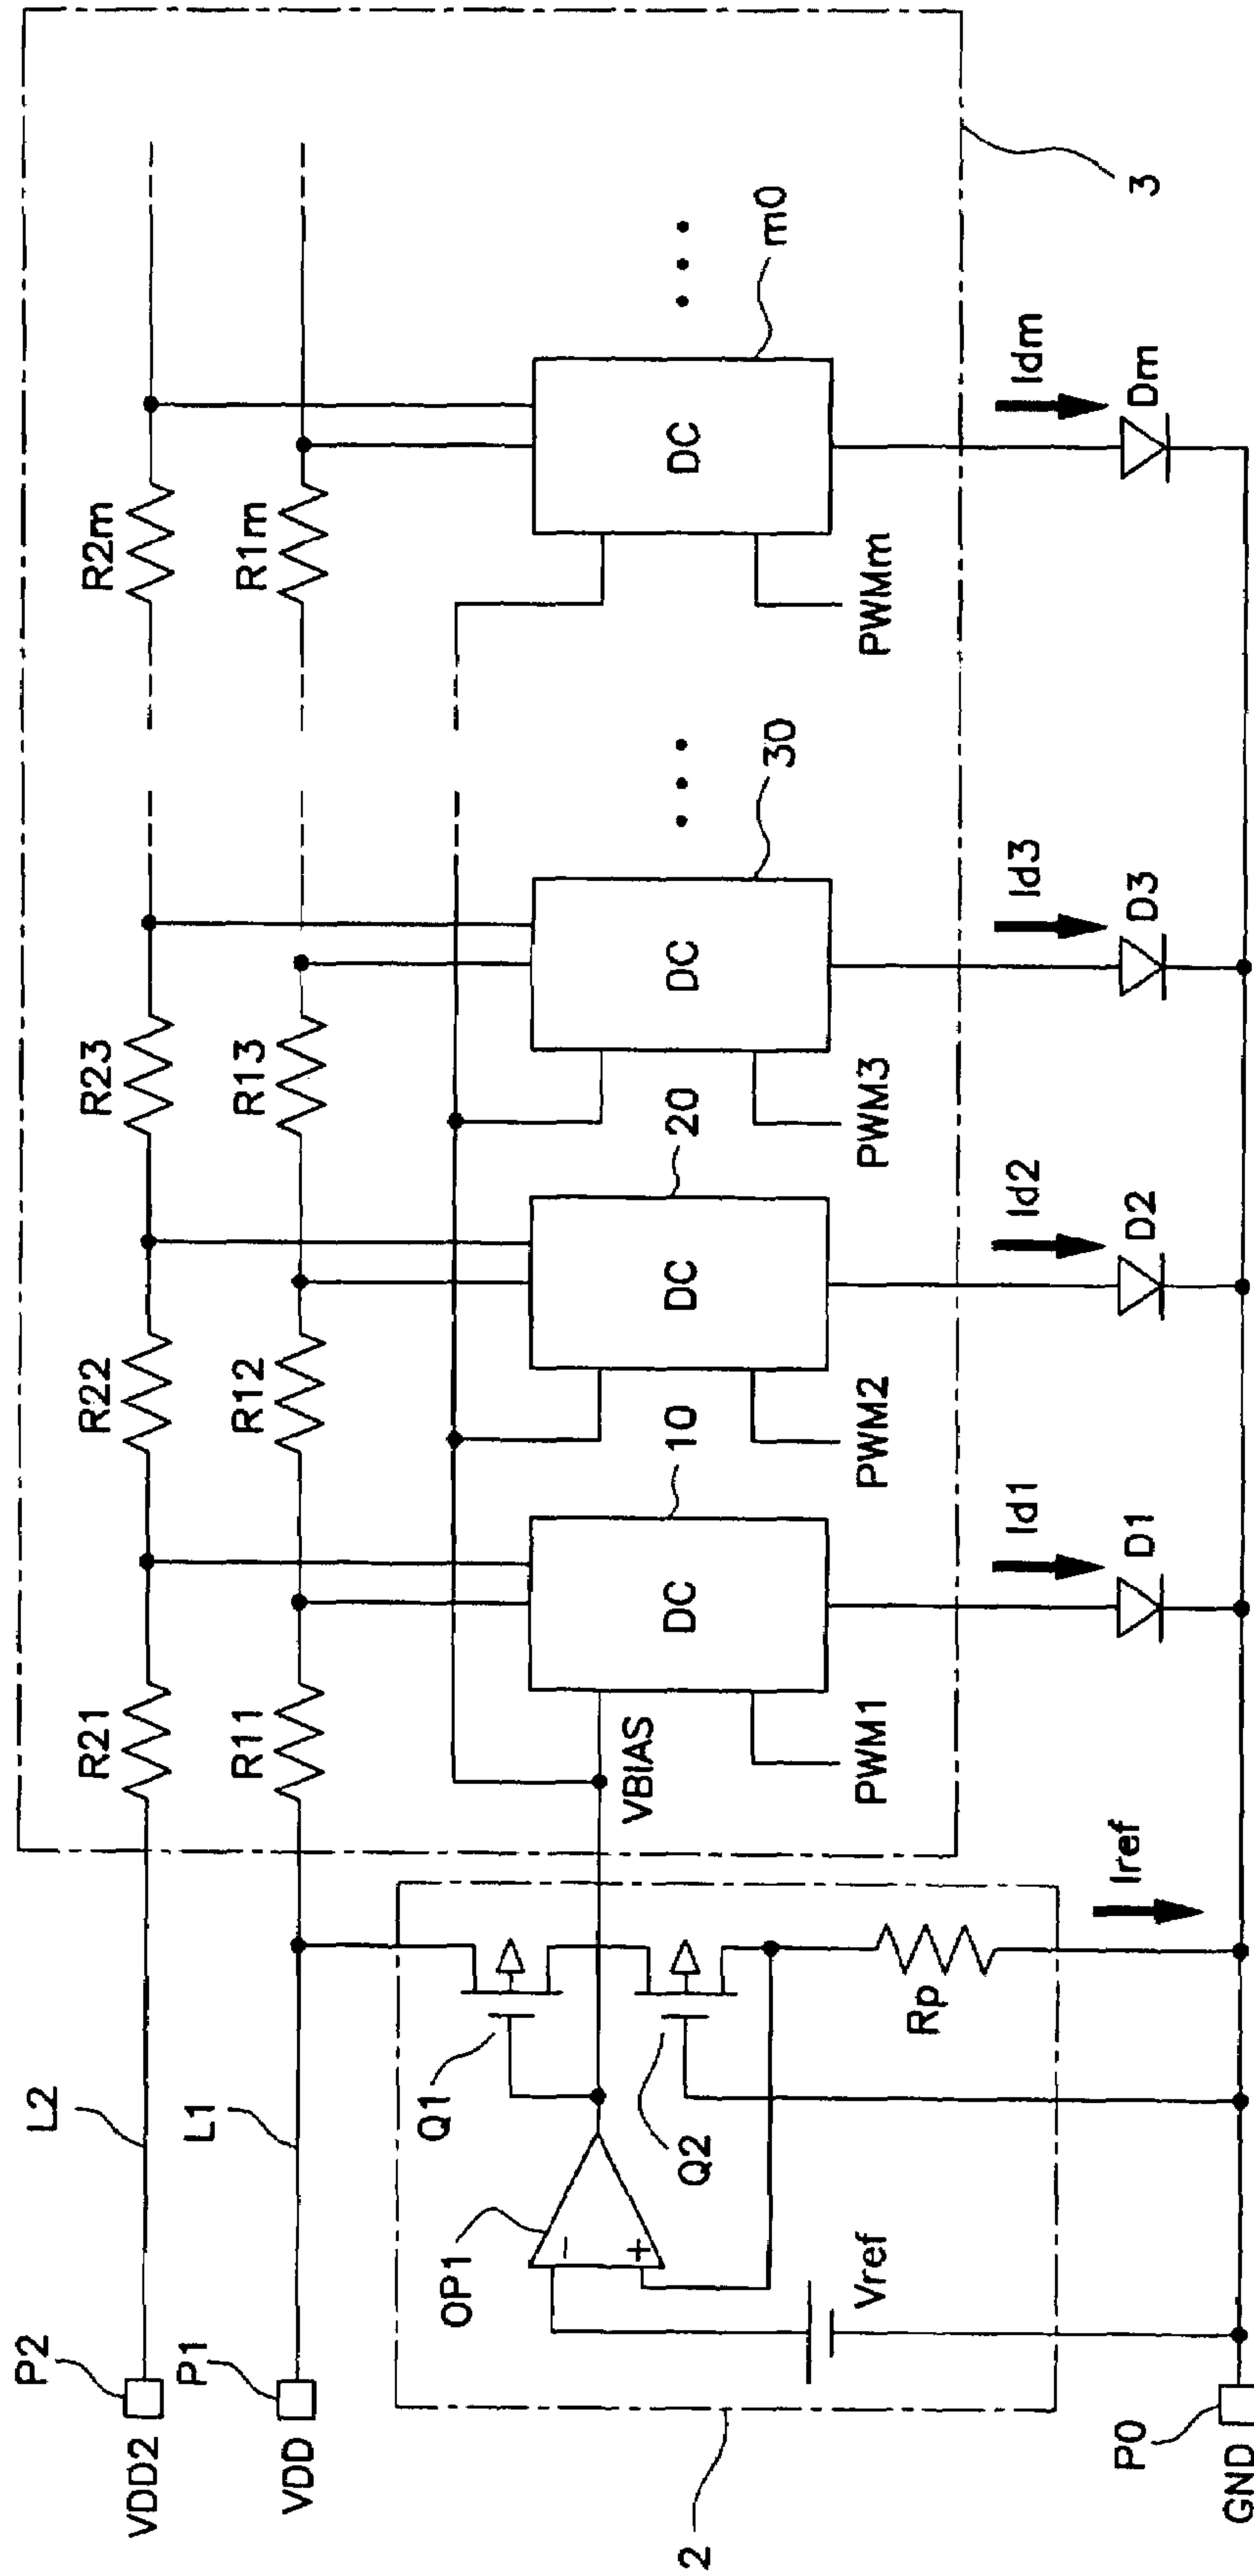 P2
VDD2
L2
R21
R22
R23
R2m
P1
VDD
L1
R11
R12
R13
R1m
Q1
OP1
−
+
Q2
VBIAS
DC
10
DC
20
DC
30
DC
m0
Vref
Rp
PWM1
PWM2
PWM3
PWMm
2
3
Iref
Id1
Id2
Id3
Idm
D1
D2
D3
Dm
P0
GND